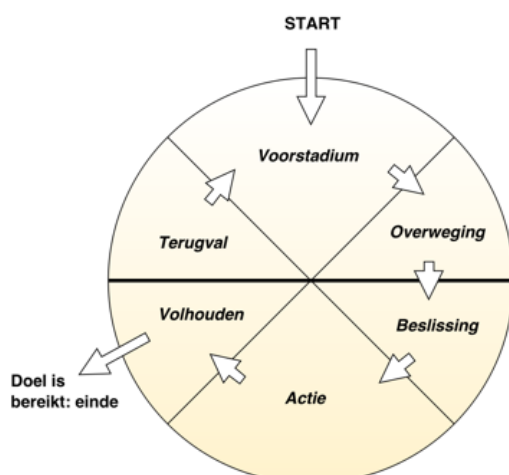 START
Voorstadium
Overweging
Terugval
Volhouden
Beslissing
Actie
Doel is
bereikt: einde